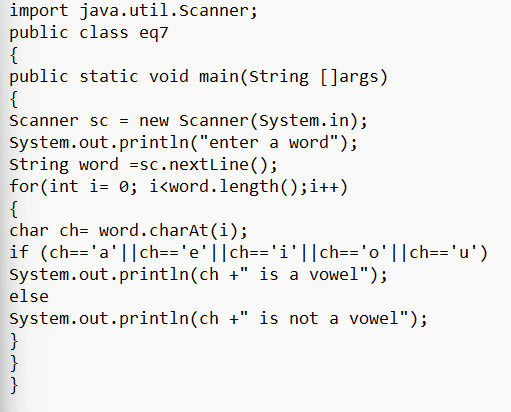 import java.util.Scanner;
public class eq7
{
public static void main(String []args)
{
Scanner sc = new Scanner(System.in);
System.out.println("enter a word");
String word =sc.nextLine();
for(int i= 0; i<word.length();i++)
{
char ch= word.charAt(i);
if (ch=='a'||ch=='e'||ch=='i'||ch=='o'||ch=='u')
System.out.println(ch +" is a vowel");
else
System.out.println(ch +" is not a vowel");
}
}
}